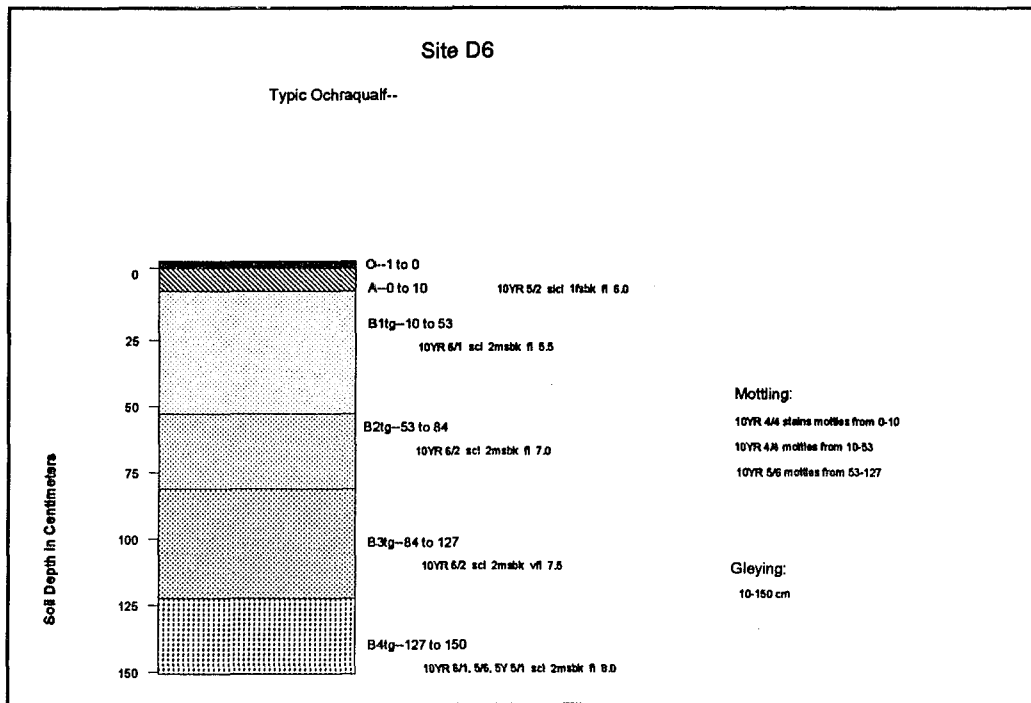 Site D6
Typic Ochraqualf--
O--1 to 0
A--0 to 10
10YR 5/2 sicl 1fsbk fi 6.0
B1tg--10 to 53
10YR 6/1 scl 2msbk fi 5.5
B2tg--53 to 84
10YR 6/2 scl 2msbk fi 7.0
B3tg--84 to 127
10YR 6/2 scl 2msbk vfi 7.5
B4tg--127 to 150
10YR 6/1, 5/6, 5Y 5/1 scl 2msbk fi 8.0
0
25
50
75
100
125
150
Soil Depth in Centimeters
Mottling:
10YR 4/4 stains mottles from 0-10
10YR 4/4 mottles from 10-53
10YR 5/6 mottles from 53-127
Gleying:
10-150 cm